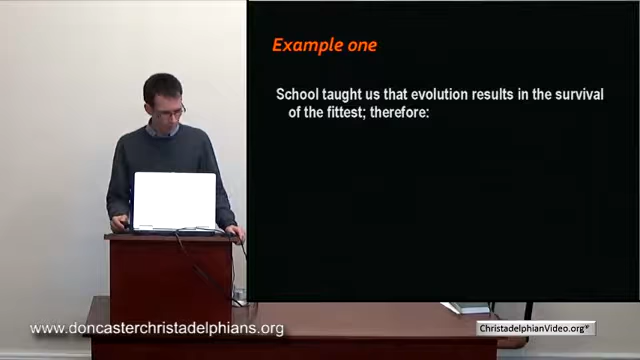 Example one
School taught us that evolution results in the survival
of the fittest; therefore:
www.doncasterchristadelphians.org
ChristadelphianVideo.org*